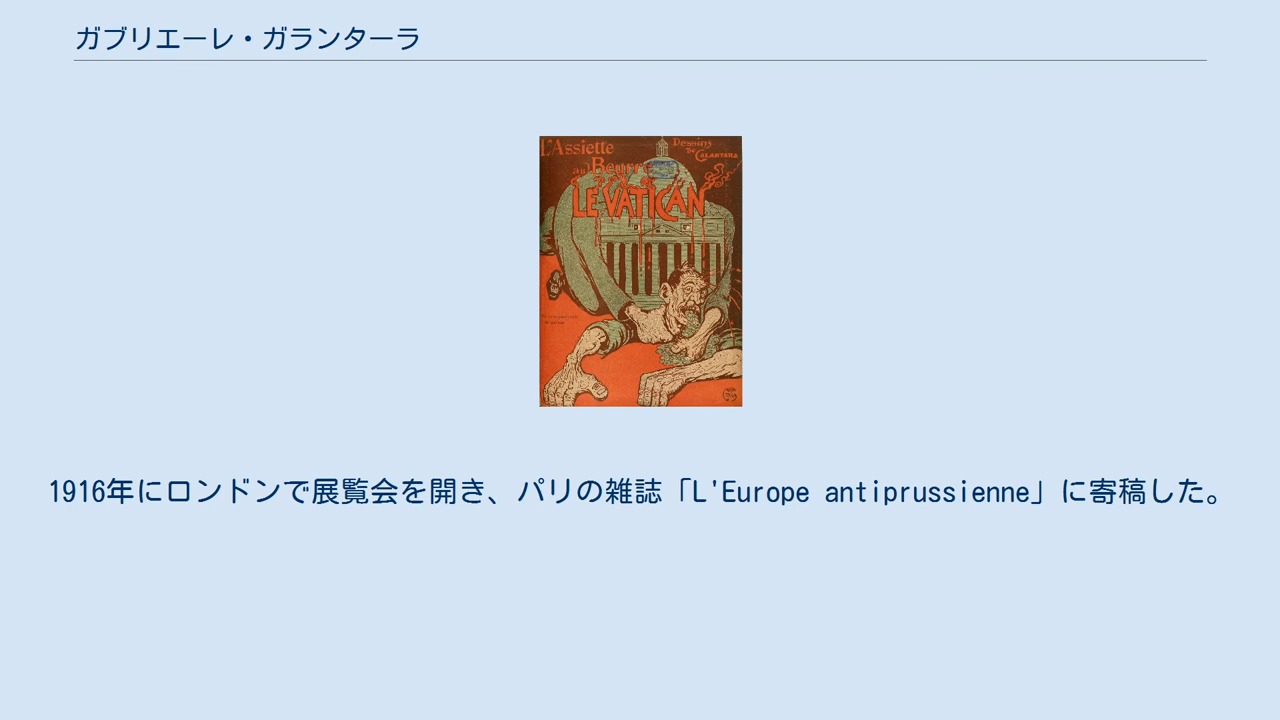 ガブリエーレ・ガランターラ
L'Assiette
au Beurre
Dessins
De GALANTARA
LE VATICAN
1916年にロンドンで展覧会を開き、パリの雑誌「L'Europe antiprussienne」に寄稿した。